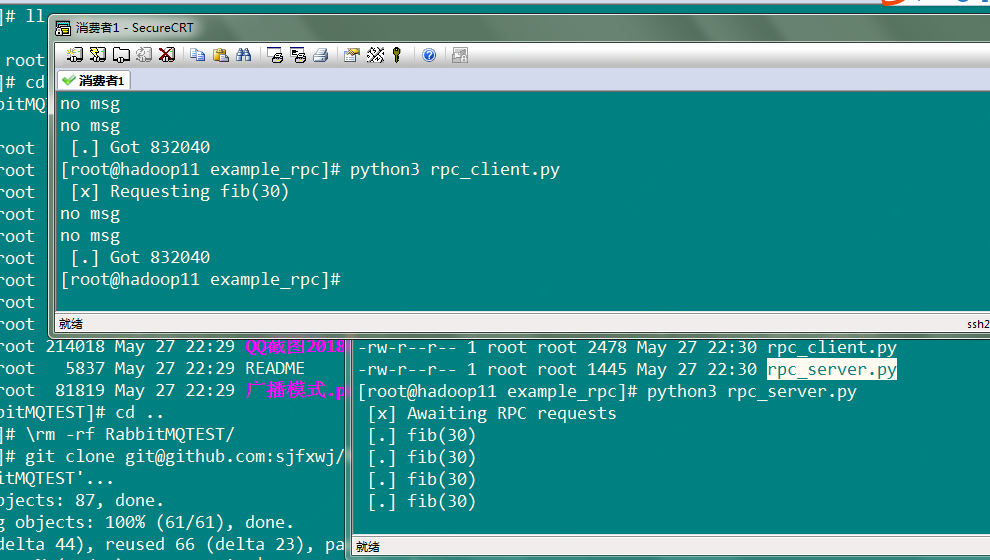 ]# ll
消费者1 - SecureCRT
root
]# cd
消费者1
bitMQT
no msg
no msg
root
[.] Got 832040
root
[root@hadoop11 example_rpc]# python3 rpc_client.py
root
[x] Requesting fib(30)
root
no msg
root
no msg
root
[.] Got 832040
root
[root@hadoop11 example_rpc]#
root
root
就绪
ssh2
root 214018 May 27 22:29 QQ截图2018
-rw-r--r-- 1 root root 2478 May 27 22:30 rpc_client.py
root 5837 May 27 22:29 README
-rw-r--r-- 1 root root 1445 May 27 22:30 rpc_server.py
root 81819 May 27 22:29 广播模式.p
[root@hadoop11 example_rpc]# python3 rpc_server.py
bitMQTEST]# cd ..
[x] Awaiting RPC requests
]# \rm -rf RabbitMQTEST/
[.] fib(30)
]# git clone git@github.com:sjfxwj/
[.] fib(30)
itMQTEST'...
[.] fib(30)
bjects: 87, done.
[.] fib(30)
g objects: 100% (61/61), done.
delta 44), reused 66 (delta 23), pa
就绪